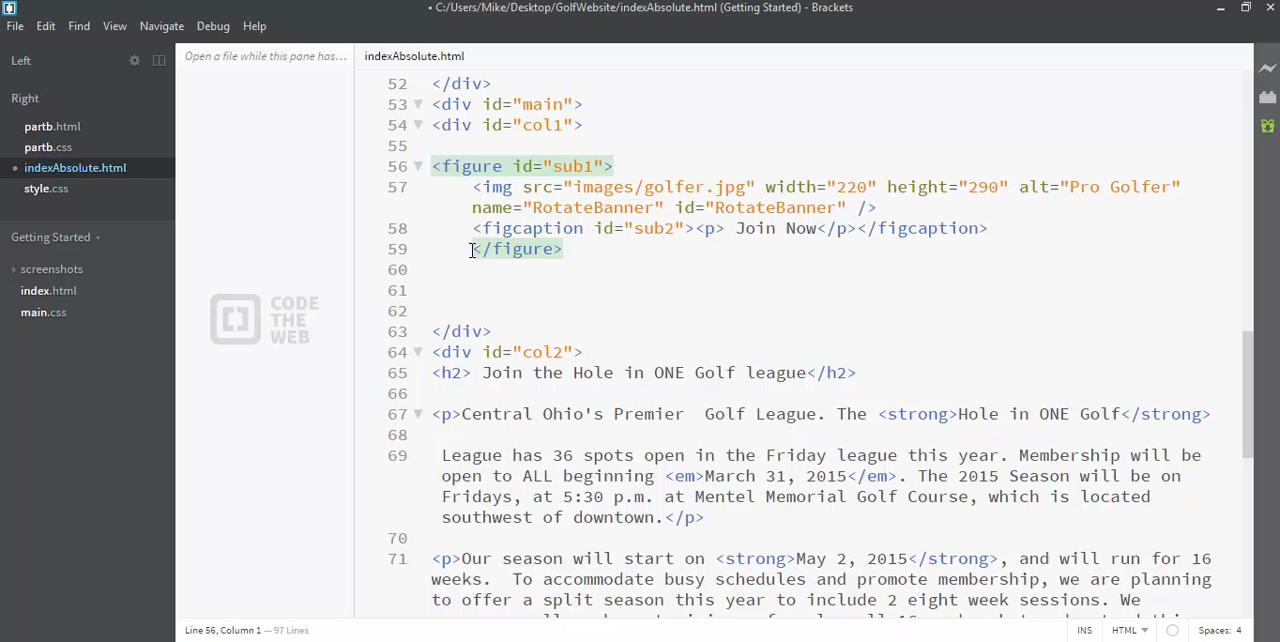 • C:/Users/Mike/Desktop/GolfWebsite/indexAbsolute.html (Getting Started) - Brackets
File Edit Find View Navigate Debug Help
Left
Open a file while this pane has...
indexAbsolute.html
Right
partb.html
partb.css
• indexAbsolute.html
style.css
Getting Started
screenshots
index.html
main.css
CODE
THE
WEB
52 </div>
53 <div id="main">
54 <div id="col1">
55
56 <figure id="sub1">
57 <img src="images/golfer.jpg" width="220" height="290" alt="Pro Golfer"
name="RotateBanner" id="RotateBanner" />
58 <figcaption id="sub2"><p> Join Now</p></figcaption>
59 </figure>
60
61
62
63 </div>
64 <div id="col2">
65 <h2> Join the Hole in ONE Golf league</h2>
66
67 <p>Central Ohio's Premier  Golf League. The <strong>Hole in ONE Golf</strong>
68
69 League has 36 spots open in the Friday league this year. Membership will be
open to ALL beginning <em>March 31, 2015</em>. The 2015 Season will be on
Fridays, at 5:30 p.m. at Mentel Memorial Golf Course, which is located
southwest of downtown.</p>
70
71 <p>Our season will start on <strong>May 2, 2015</strong>, and will run for 16
weeks.  To accommodate busy schedules and promote membership, we are planning
to offer a split season this year to include 2 eight week sessions. We
Line 56, Column 1 — 97 Lines
INS HTML Spaces: 4